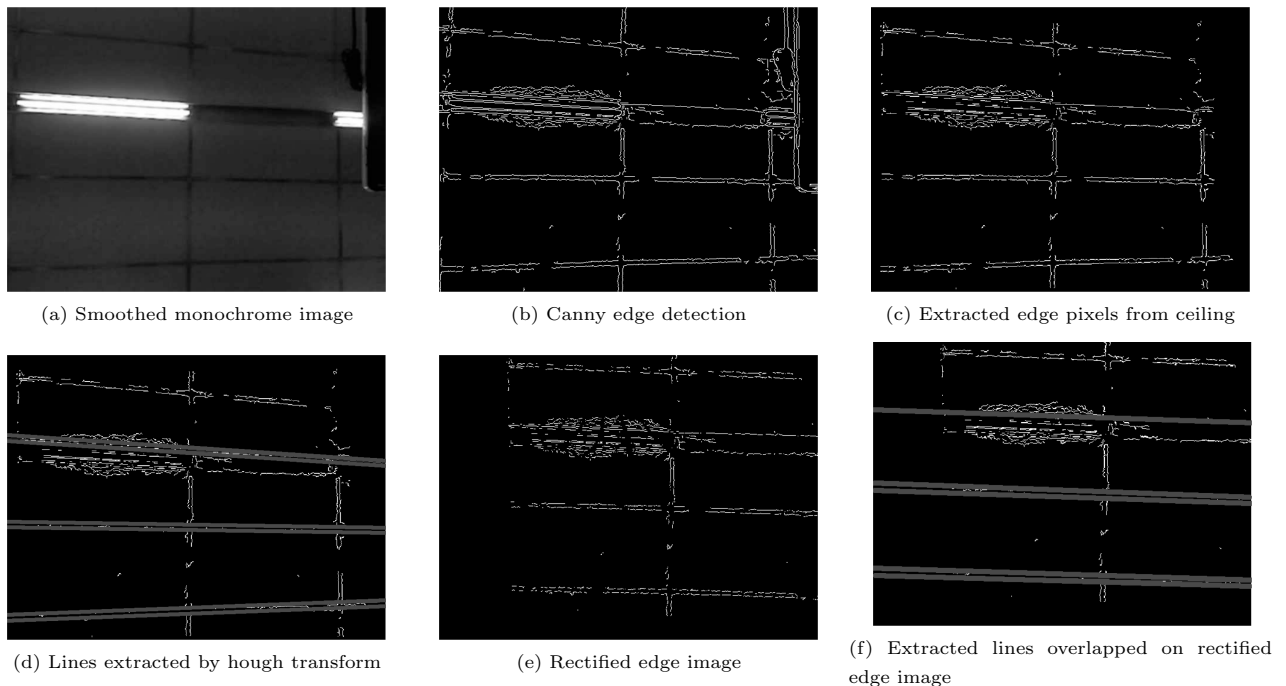 (a) Smoothed monochrome image
(b) Canny edge detection
(c) Extracted edge pixels from ceiling
(d) Lines extracted by hough transform
(e) Rectified edge image
(f) Extracted lines overlapped on rectified
edge image